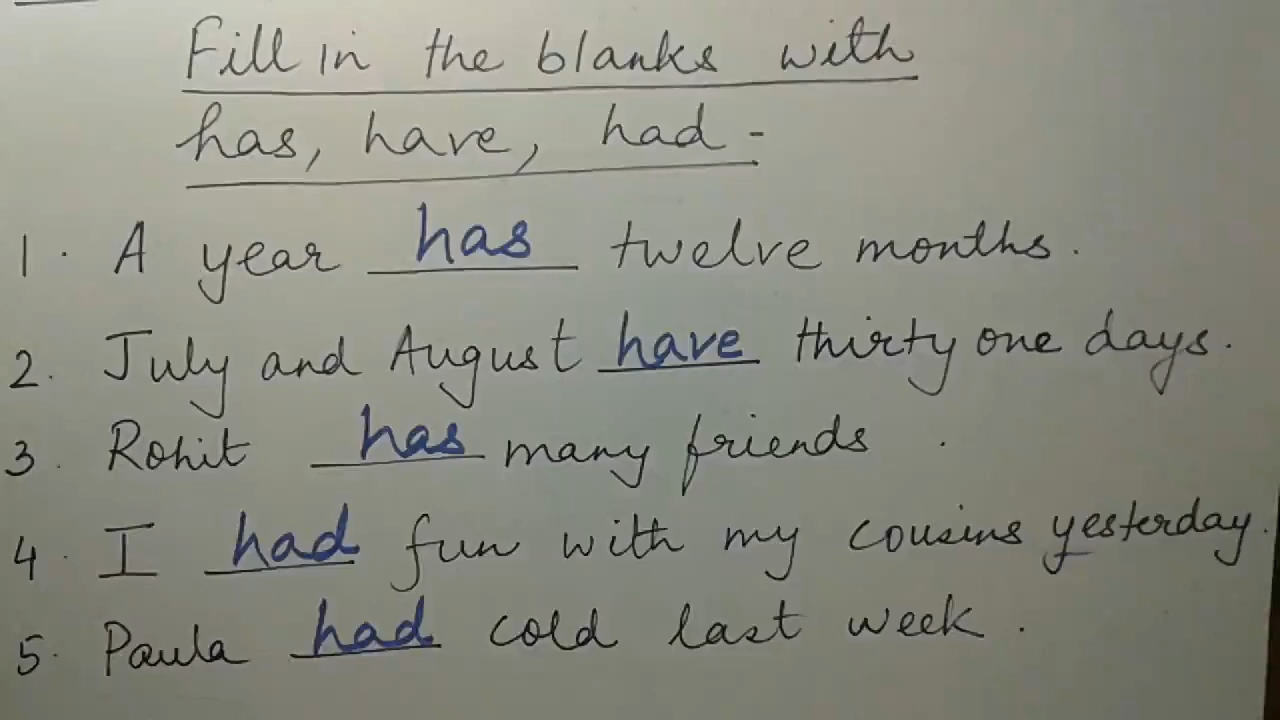 Fill in the blanks with
has, have, had -
1. A year has twelve months.
2. July and August have thirty one days.
3. Rohit has many friends.
4. I had fun with my cousins yesterday.
5. Paula had cold last week.